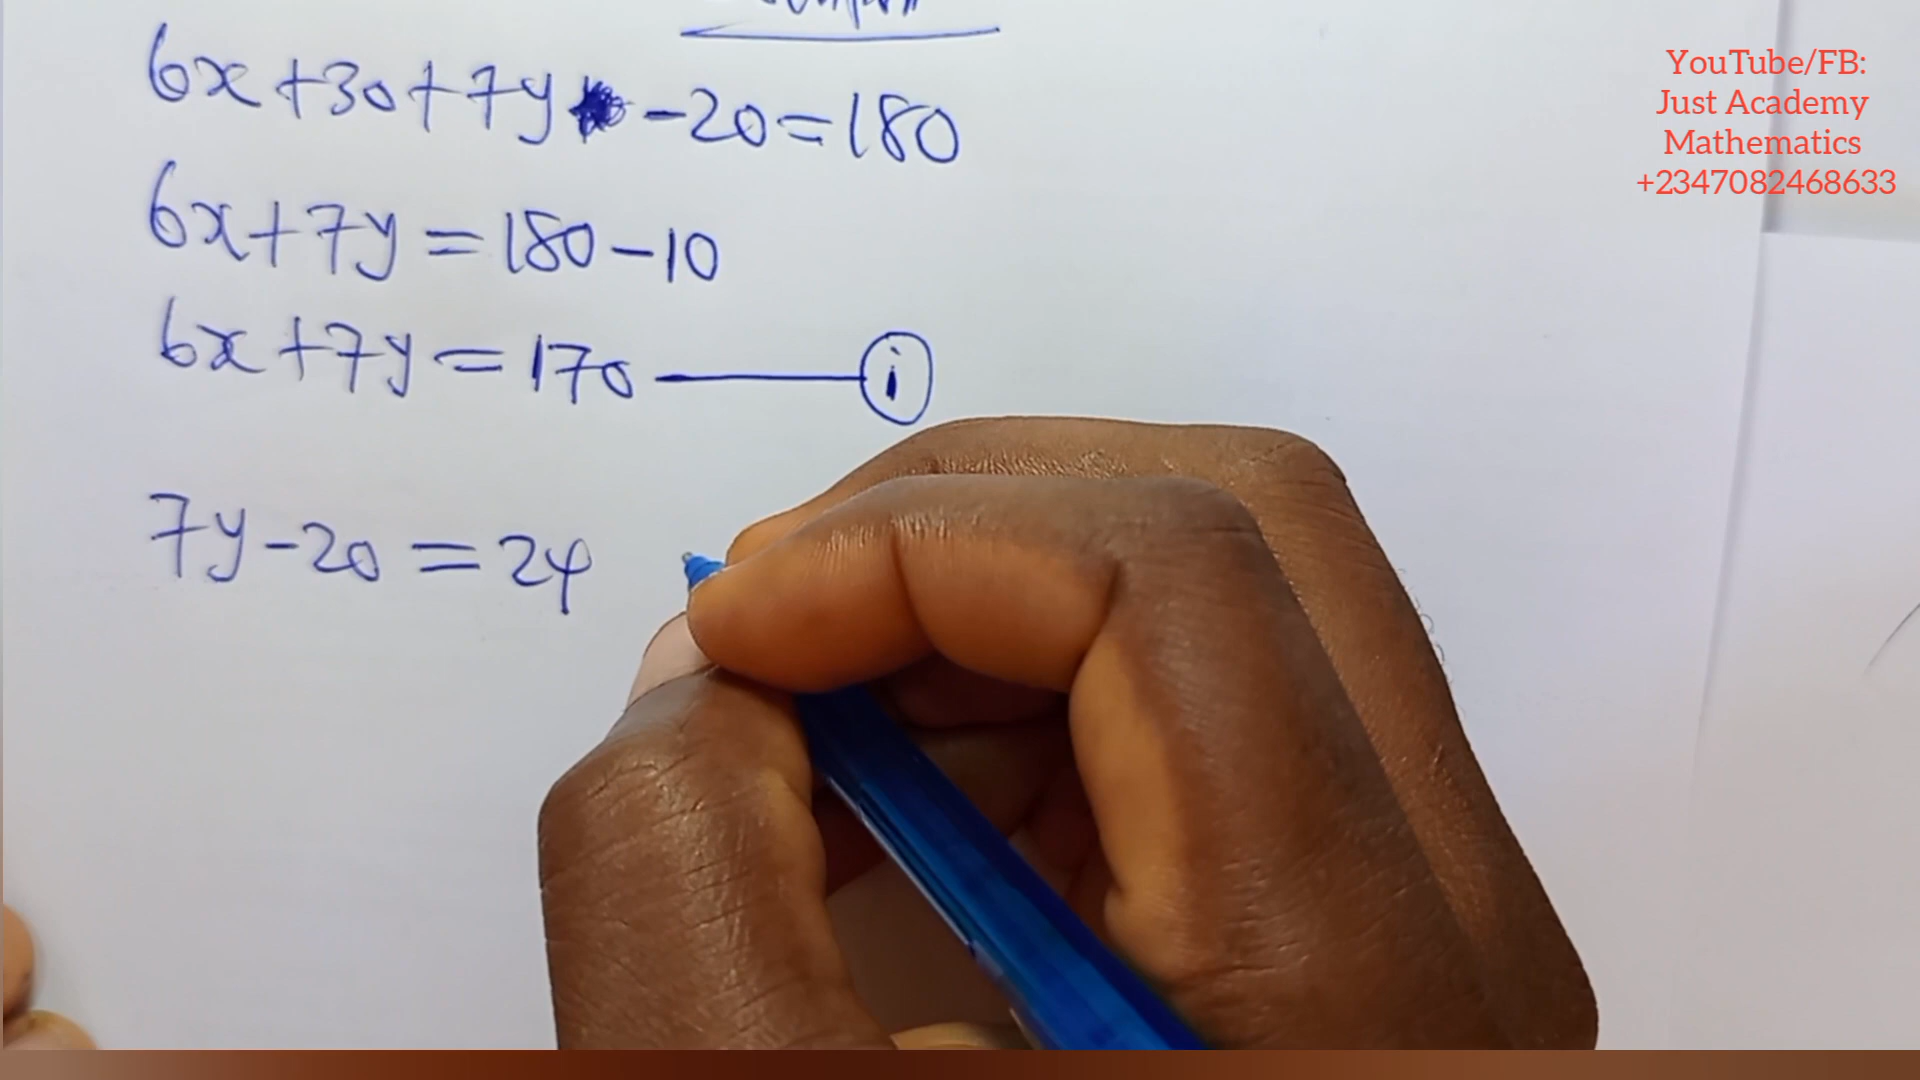 6x+30+7y -20=180
6x+7y=180-10
6x+7y=170 i
7y-20=24
YouTube/FB:
Just Academy
Mathematics
+2347082468633